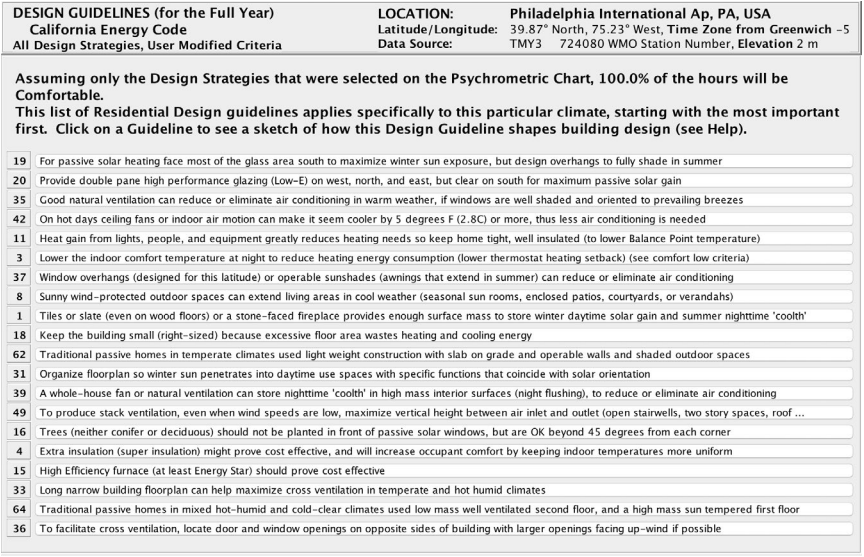 DESIGN GUIDELINES (for the Full Year)
California Energy Code
All Design Strategies, User Modified Criteria
LOCATION: Philadelphia International Ap, PA, USA
Latitude/Longitude: 39.87° North, 75.23° West, Time Zone from Greenwich -5
Data Source: TMY3 724080 WMO Station Number, Elevation 2 m
Assuming only the Design Strategies that were selected on the Psychrometric Chart, 100.0% of the hours will be
Comfortable.
This list of Residential Design guidelines applies specifically to this particular climate, starting with the most important
first. Click on a Guideline to see a sketch of how this Design Guideline shapes building design (see Help).
19 For passive solar heating face most of the glass area south to maximize winter sun exposure, but design overhangs to fully shade in summer
20 Provide double pane high performance glazing (Low-E) on west, north, and east, but clear on south for maximum passive solar gain
35 Good natural ventilation can reduce or eliminate air conditioning in warm weather, if windows are well shaded and oriented to prevailing breezes
42 On hot days ceiling fans or indoor air motion can make it seem cooler by 5 degrees F (2.8C) or more, thus less air conditioning is needed
11 Heat gain from lights, people, and equipment greatly reduces heating needs so keep home tight, well insulated (to lower Balance Point temperature)
3 Lower the indoor comfort temperature at night to reduce heating energy consumption (lower thermostat heating setback) (see comfort low criteria)
37 Window overhangs (designed for this latitude) or operable sunshades (awnings that extend in summer) can reduce or eliminate air conditioning
8 Sunny wind-protected outdoor spaces can extend living areas in cool weather (seasonal sun rooms, enclosed patios, courtyards, or verandahs)
1 Tiles or slate (even on wood floors) or a stone-faced fireplace provides enough surface mass to store winter daytime solar gain and summer nighttime 'coolth'
18 Keep the building small (right-sized) because excessive floor area wastes heating and cooling energy
62 Traditional passive homes in temperate climates used light weight construction with slab on grade and operable walls and shaded outdoor spaces
31 Organize floorplan so winter sun penetrates into daytime use spaces with specific functions that coincide with solar orientation
39 A whole-house fan or natural ventilation can store nighttime 'coolth' in high mass interior surfaces (night flushing), to reduce or eliminate air conditioning
49 To produce stack ventilation, even when wind speeds are low, maximize vertical height between air inlet and outlet (open stairwells, two story spaces, roof ...
16 Trees (neither conifer or deciduous) should not be planted in front of passive solar windows, but are OK beyond 45 degrees from each corner
4 Extra insulation (super insulation) might prove cost effective, and will increase occupant comfort by keeping indoor temperatures more uniform
15 High Efficiency furnace (at least Energy Star) should prove cost effective
33 Long narrow building floorplan can help maximize cross ventilation in temperate and hot humid climates
64 Traditional passive homes in mixed hot-humid and cold-clear climates used low mass well ventilated second floor, and a high mass sun tempered first floor
36 To facilitate cross ventilation, locate door and window openings on opposite sides of building with larger openings facing up-wind if possible